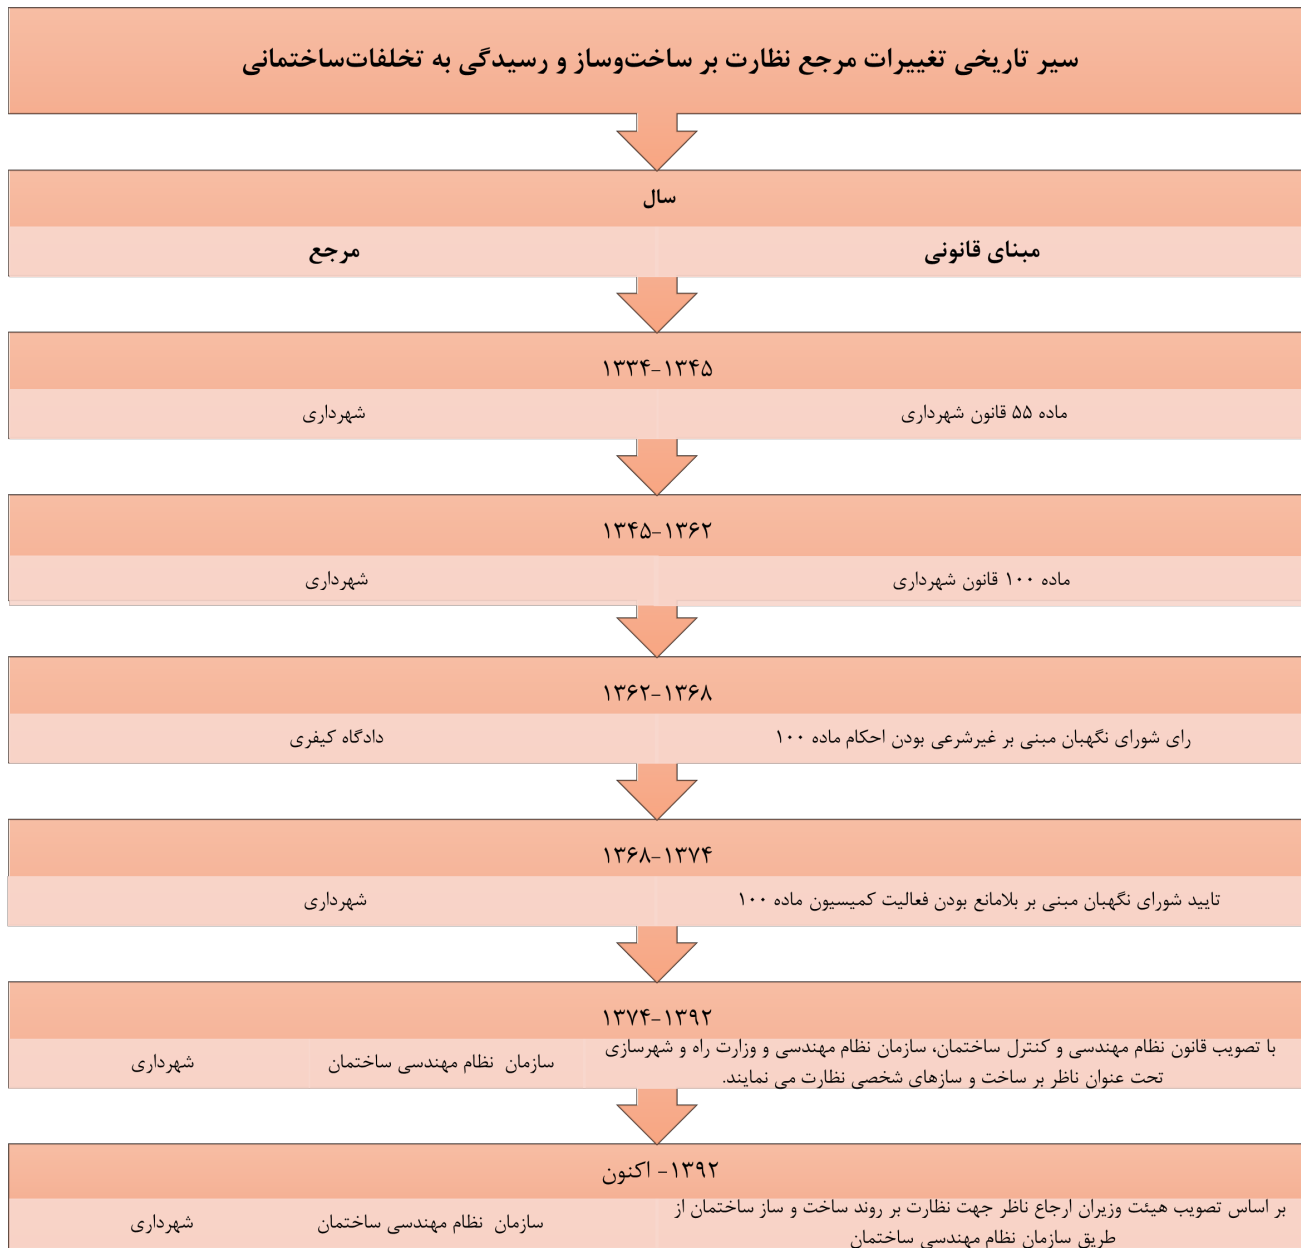 سیر تاریخی تغییرات مرجع نظارت بر ساخت‌وساز و رسیدگی به تخلفات‌ساختمانی
سال
مبنای قانونی
مرجع
۱۳۳۴-۱۳۴۵
ماده ۵۵ قانون شهرداری
شهرداری
۱۳۴۵-۱۳۶۲
ماده ۱۰۰ قانون شهرداری
شهرداری
۱۳۶۲-۱۳۶۸
رای شورای نگهبان مبنی بر غیرشرعی بودن احکام ماده ۱۰۰
دادگاه کیفری
۱۳۶۸-۱۳۷۴
تایید شورای نگهبان مبنی بر بلامانع بودن فعالیت کمیسیون ماده ۱۰۰
شهرداری
۱۳۷۴-۱۳۹۲
با تصویب قانون نظام مهندسی و کنترل ساختمان، سازمان نظام مهندسی و وزارت راه و شهرسازی
تحت عنوان ناظر بر ساخت و سازهای شخصی نظارت می نمایند.
سازمان نظام مهندسی ساختمان
شهرداری
۱۳۹۲- اکنون
بر اساس تصویب هیئت وزیران ارجاع ناظر جهت نظارت بر روند ساخت و ساز ساختمان از
طریق سازمان نظام مهندسی ساختمان
سازمان نظام مهندسی ساختمان
شهرداری